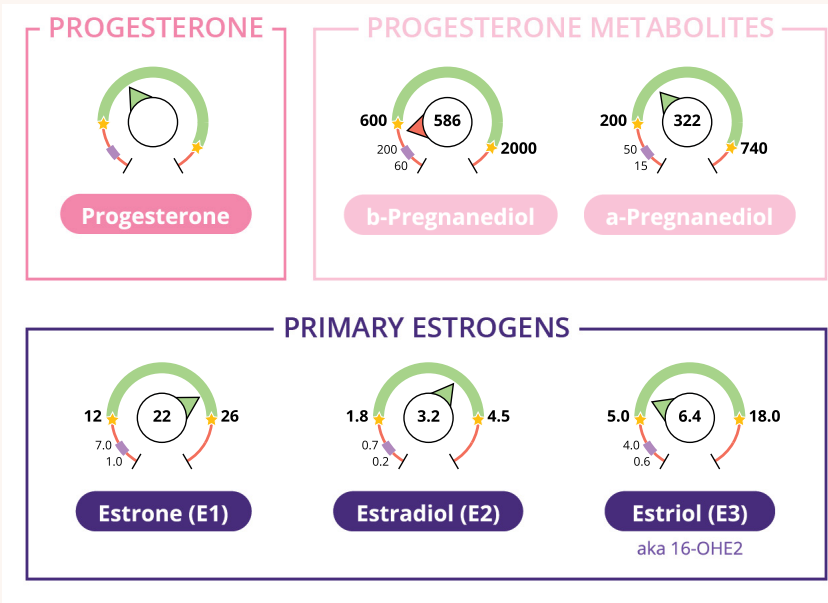 PROGESTERONE
Progesterone
PROGESTERONE METABOLITES
600
586
2000
200
60
b-Pregnanediol
200
322
740
50
15
a-Pregnanediol
PRIMARY ESTROGENS
12
22
26
7.0
1.0
Estrone (E1)
1.8
3.2
4.5
0.7
0.2
Estradiol (E2)
5.0
6.4
18.0
4.0
0.6
Estriol (E3)
aka 16-OHE2